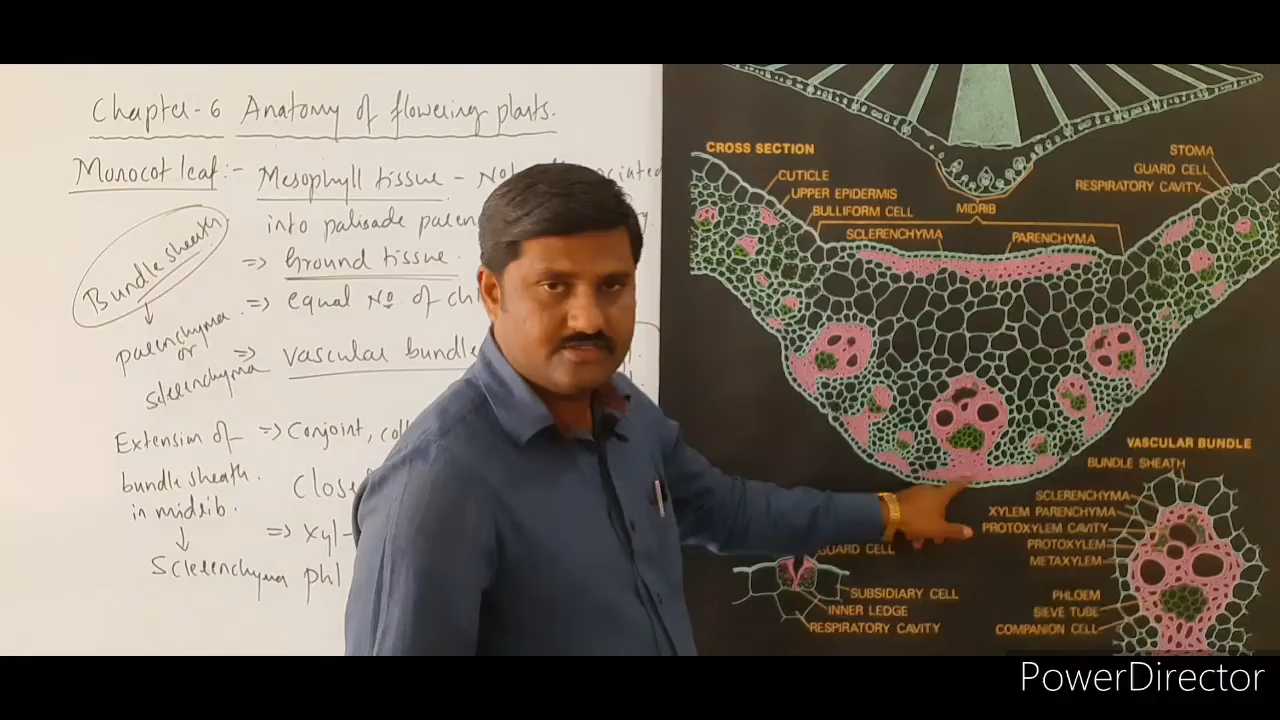 Chapter-6 Anatomy of flowering plants.
Monocot leaf:- Mesophyll tissue - Not
into palisade paren
Bundle sheath
=> Ground tissue.
=> equal No. of ch
parenchyma
or
sclerenchyma
=> vascular bundle
Extension of
bundle sheath.
in midrib.
↓
Sclerenchyma
=> Conjoint, coll
Close
=> xyl-
phl
CROSS SECTION
CUTICLE
UPPER EPIDERMIS
BULLIFORM CELL
SCLERENCHYMA
MIDRIB
PARENCHYMA
STOMA
GUARD CELL
RESPIRATORY CAVITY
VASCULAR BUNDLE
BUNDLE SHEATH
SCLERENCHYMA
XYLEM PARENCHYMA
PROTOXYLEM CAVITY
PROTOXYLEM
METAXYLEM
PHLOEM
SIEVE TUBE
COMPANION CELL
GUARD CELL
SUBSIDIARY CELL
INNER LEDGE
RESPIRATORY CAVITY
PowerDirector